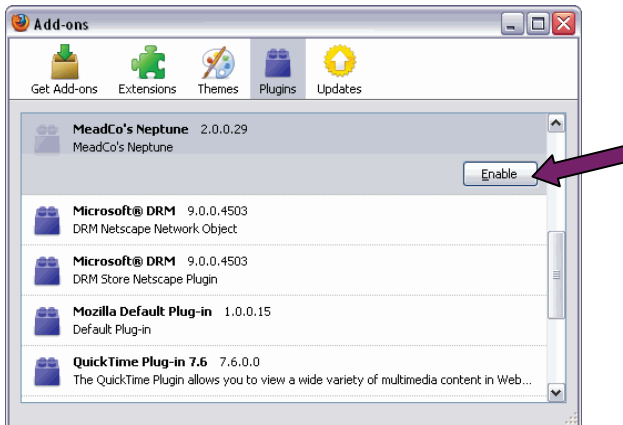 Add-ons
Get Add-ons Extensions Themes Plugins Updates
MeadCo's Neptune 2.0.0.29
MeadCo's Neptune
Enable
Microsoft® DRM 9.0.0.4503
DRM Netscape Network Object
Microsoft® DRM 9.0.0.4503
DRM Store Netscape Plugin
Mozilla Default Plug-in 1.0.0.15
Default Plug-in
QuickTime Plug-in 7.6 7.6.0.0
The QuickTime Plugin allows you to view a wide variety of multimedia content in Web...